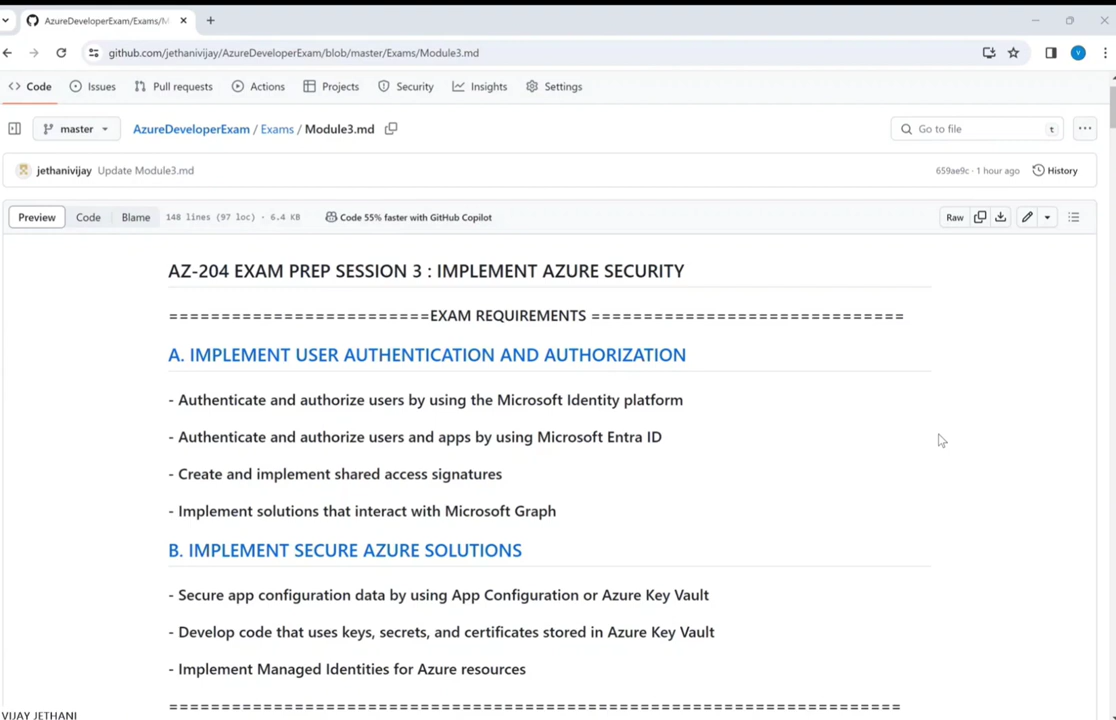 AzureDeveloperExam/Exams/M
github.com/jethanivijay/AzureDeveloperExam/blob/master/Exams/Module3.md
V
Code Issues Pull requests Actions Projects Security Insights Settings
master AzureDeveloperExam / Exams / Module3.md Go to file t
jethanivijay Update Module3.md 659ae9c · 1 hour ago History
Preview Code Blame 148 lines (97 loc) · 6.4 KB Code 55% faster with GitHub Copilot Raw
AZ-204 EXAM PREP SESSION 3 : IMPLEMENT AZURE SECURITY
=========================EXAM REQUIREMENTS ==============================
A. IMPLEMENT USER AUTHENTICATION AND AUTHORIZATION
- Authenticate and authorize users by using the Microsoft Identity platform
- Authenticate and authorize users and apps by using Microsoft Entra ID
- Create and implement shared access signatures
- Implement solutions that interact with Microsoft Graph
B. IMPLEMENT SECURE AZURE SOLUTIONS
- Secure app configuration data by using App Configuration or Azure Key Vault
- Develop code that uses keys, secrets, and certificates stored in Azure Key Vault
- Implement Managed Identities for Azure resources
======================================================================
VIJAY JETHANI